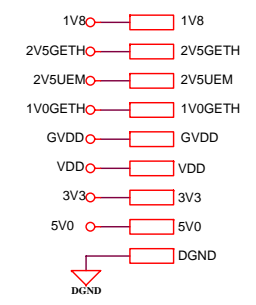 1V8 1V8
2V5GETH 2V5GETH
2V5UEM 2V5UEM
1V0GETH 1V0GETH
GVDD GVDD
VDD VDD
3V3 3V3
5V0 5V0
DGND
DGND